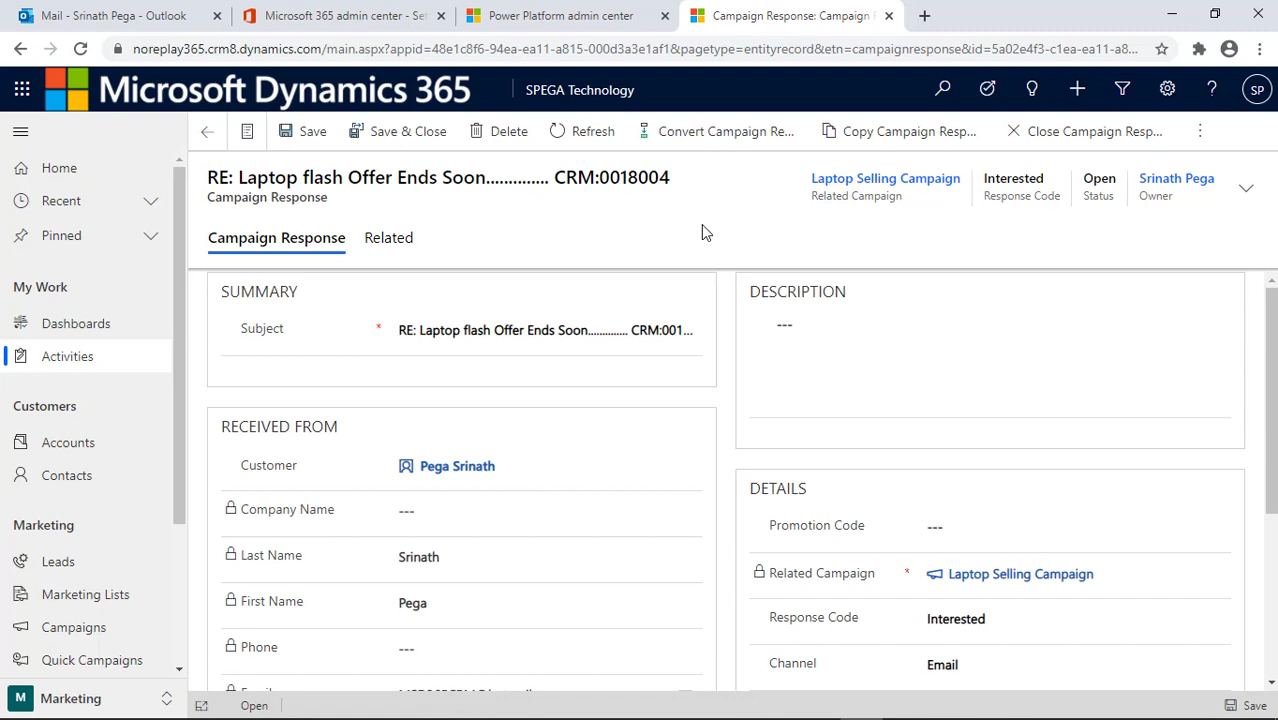 Mail - Srinath Pega - Outlook
Microsoft 365 admin center - Set
Power Platform admin center
Campaign Response: Campaign R
noreplay365.crm8.dynamics.com/main.aspx?appid=48e1c8f6-94ea-ea11-a815-000d3a3e1af1&pagetype=entityrecord&etn=campaignresponse&id=5a02e4f3-c1ea-ea11-a8...
Microsoft Dynamics 365
SPEGA Technology
SP
Save
Save & Close
Delete
Refresh
Convert Campaign Re...
Copy Campaign Resp...
Close Campaign Resp...
Home
Recent
Pinned
My Work
Dashboards
Activities
Customers
Accounts
Contacts
Marketing
Leads
Marketing Lists
Campaigns
Quick Campaigns
M Marketing
RE: Laptop flash Offer Ends Soon.............. CRM:0018004
Campaign Response
Laptop Selling Campaign
Related Campaign
Interested
Response Code
Open
Status
Srinath Pega
Owner
Campaign Response
Related
SUMMARY
Subject * RE: Laptop flash Offer Ends Soon.............. CRM:001...
RECEIVED FROM
Customer Pega Srinath
Company Name ---
Last Name Srinath
First Name Pega
Phone ---
DESCRIPTION
---
DETAILS
Promotion Code ---
Related Campaign * Laptop Selling Campaign
Response Code Interested
Channel Email
Open
Save